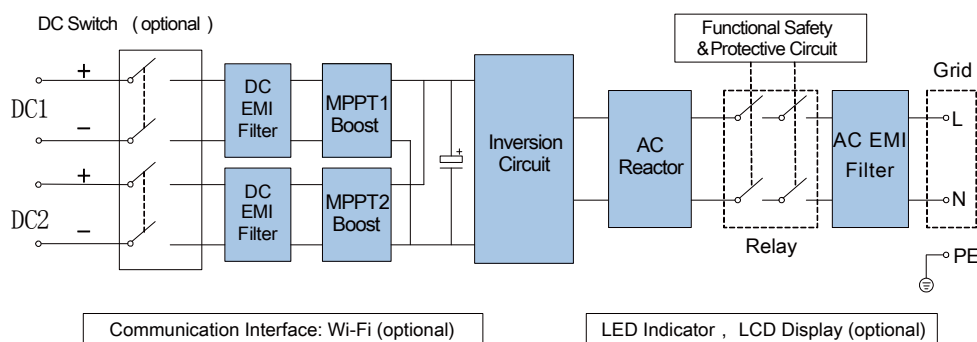 DC Switch (optional)
Functional Safety
& Protective Circuit
Grid
+
DC1
−
+
DC2
−
DC
EMI
Filter
MPPT1
Boost
DC
EMI
Filter
MPPT2
Boost
+
Inversion
Circuit
AC
Reactor
Relay
AC EMI
Filter
L
N
PE
Communication Interface: Wi-Fi (optional)
LED Indicator , LCD Display (optional)